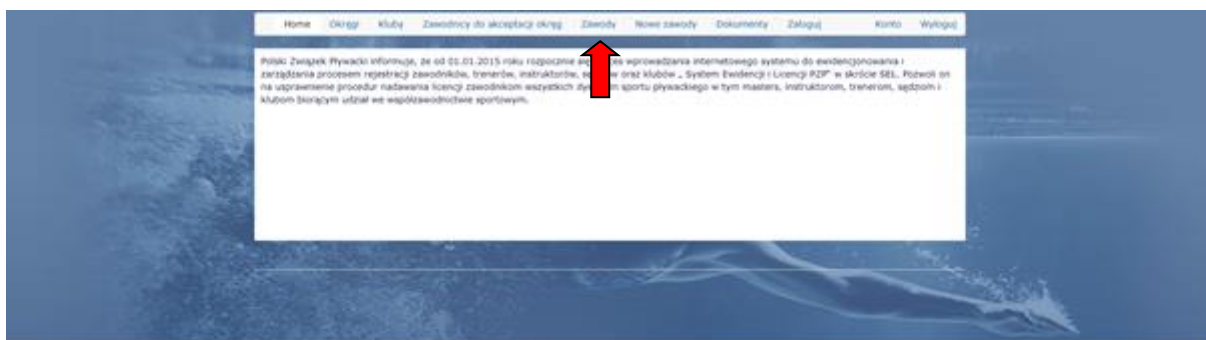 Home Okręgi Kluby Zawodnicy do akceptacji okręg Zawody Nowe zawody Dokumenty Zaloguj Konto Wyloguj
Polski Związek Pływacki informuje, że od 01.01.2015 roku rozpocznie wprowadzania internetowego systemu do ewidencjonowania i
zarządzania procesem rejestracji zawodników, trenerów, instruktorów, oraz klubów „ System Ewidencji i Licencji PZP" w skrócie SEL. Pozwoli on
na usprawnienie procedur nadawania licencji zawodnikom wszystkich sportu pływackiego w tym masters, instruktorom, trenerom, sędziom i
klubom biorącym udział we współzawodnictwie sportowym.